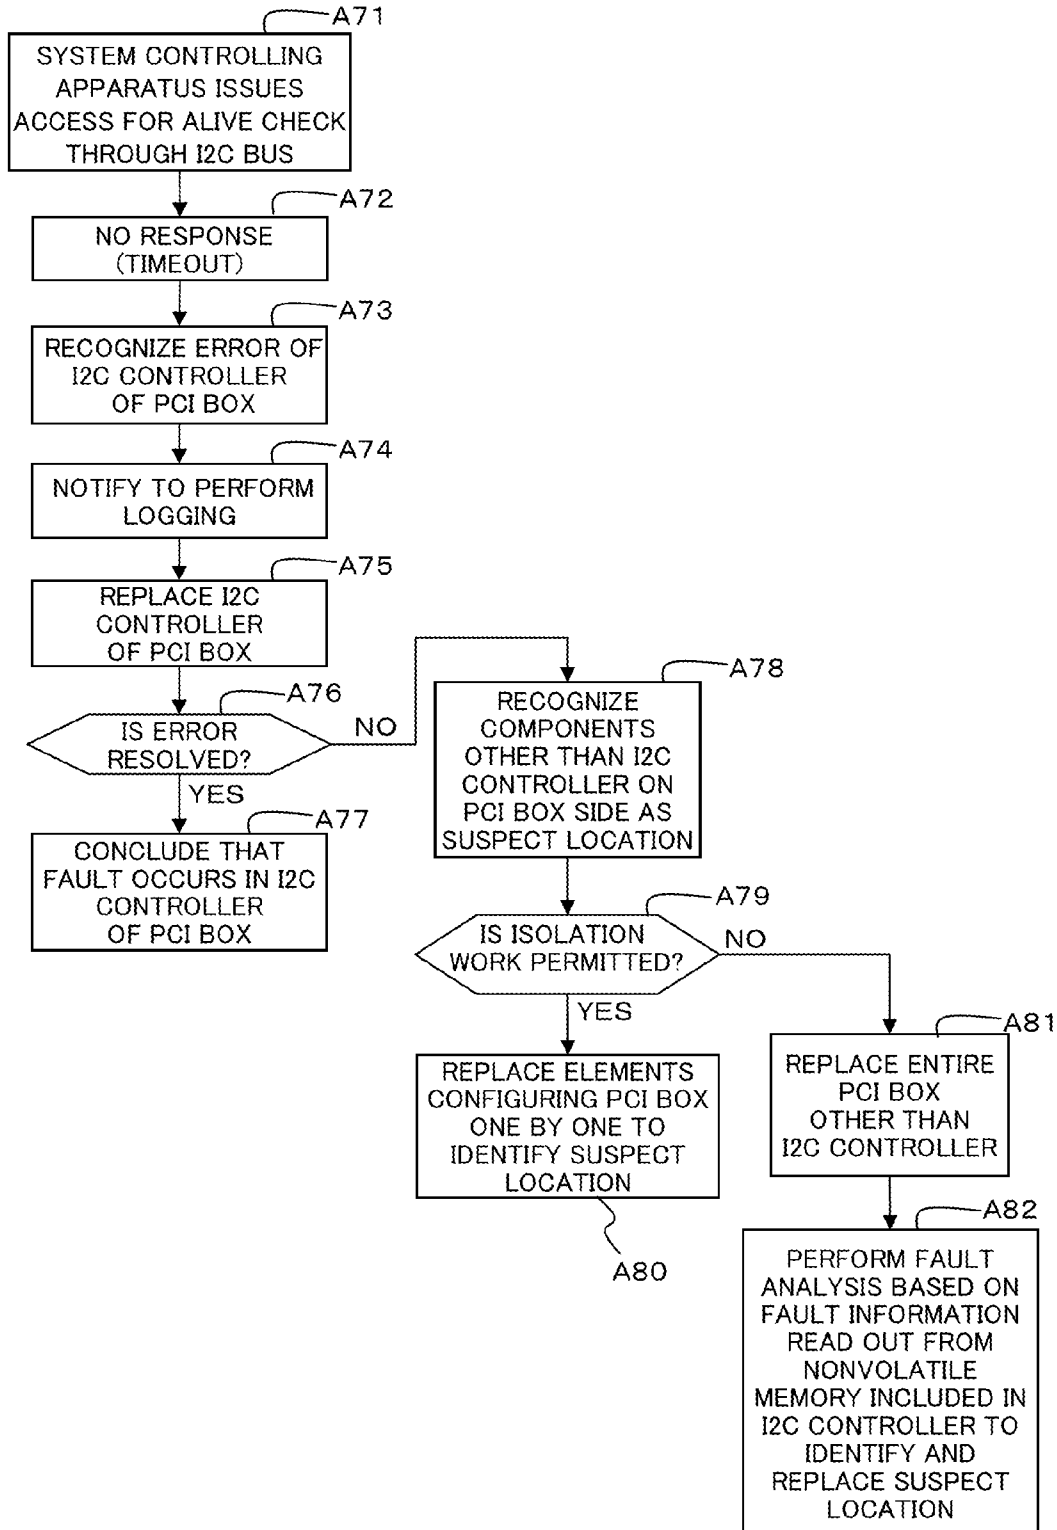 A71
SYSTEM CONTROLLING
APPARATUS ISSUES
ACCESS FOR ALIVE CHECK
THROUGH I2C BUS
A72
NO RESPONSE
(TIMEOUT)
A73
RECOGNIZE ERROR OF
I2C CONTROLLER
OF PCI BOX
A74
NOTIFY TO PERFORM
LOGGING
A75
REPLACE I2C
CONTROLLER
OF PCI BOX
A76
IS ERROR
RESOLVED?
NO
YES
A77
CONCLUDE THAT
FAULT OCCURS IN I2C
CONTROLLER
OF PCI BOX
A78
RECOGNIZE
COMPONENTS
OTHER THAN I2C
CONTROLLER ON
PCI BOX SIDE AS
SUSPECT LOCATION
A79
IS ISOLATION
WORK PERMITTED?
NO
YES
REPLACE ELEMENTS
CONFIGURING PCI BOX
ONE BY ONE TO
IDENTIFY SUSPECT
LOCATION
A80
A81
REPLACE ENTIRE
PCI BOX
OTHER THAN
I2C CONTROLLER
A82
PERFORM FAULT
ANALYSIS BASED ON
FAULT INFORMATION
READ OUT FROM
NONVOLATILE
MEMORY INCLUDED IN
I2C CONTROLLER TO
IDENTIFY AND
REPLACE SUSPECT
LOCATION